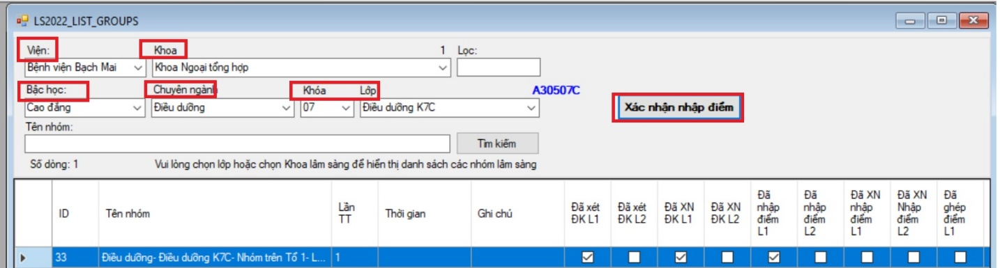 LS2022_LIST_GROUPS
Viện: Khoa 1 Lọc:
Bệnh viện Bạch Mai Khoa Ngoại tổng hợp
Bậc học: Chuyên ngành Khóa Lớp A30507C
Cao đẳng Điều dưỡng 07 Điều dưỡng K7C Xác nhận nhập điểm
Tên nhóm:
Tìm kiếm
Số dòng: 1 Vui lòng chọn lớp hoặc chọn Khoa lâm sàng để hiển thị danh sách các nhóm lâm sàng
ID Tên nhóm Lần TT Thời gian Ghi chú Đã xét ĐK L1 Đã xét ĐK L2 Đã XN ĐK L1 Đã XN ĐK L2 Đã nhập điểm L1 Đã nhập điểm L2 Đã XN nhập điểm L1 Đã XN Nhập điểm L2 Đã ghép điểm L1
33 Điều dưỡng- Điều dưỡng K7C- Nhóm trên Tổ 1- L... 1